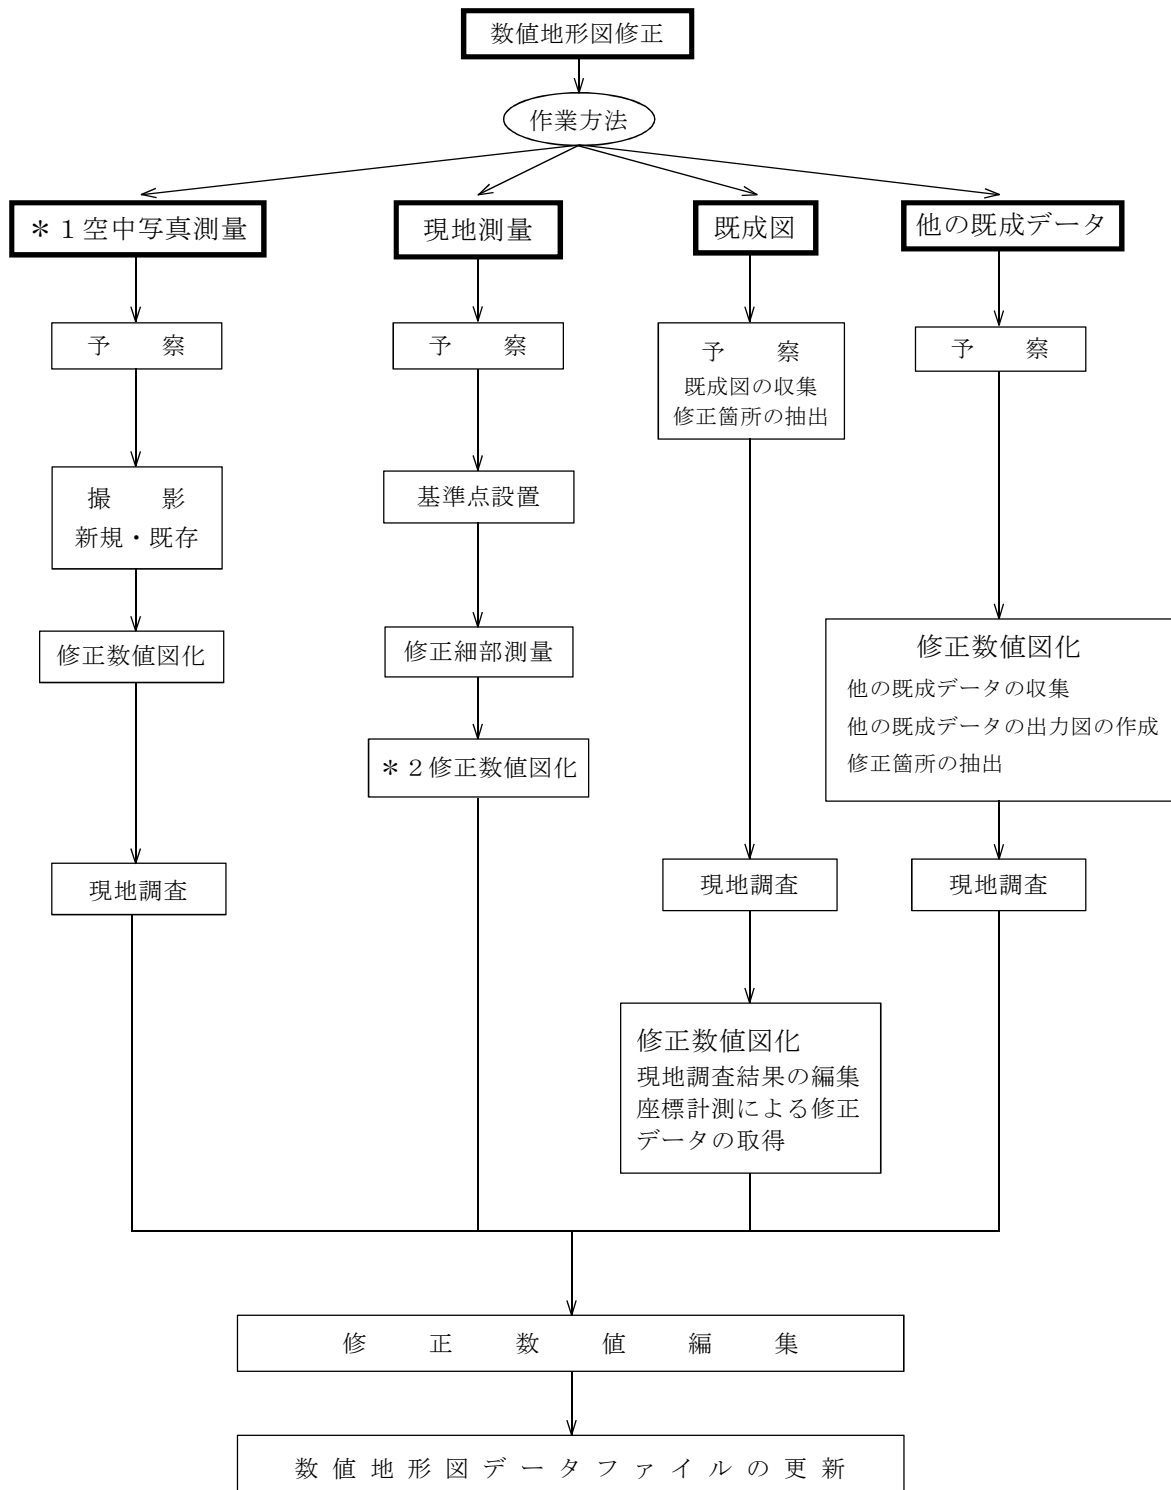 数値地形図修正
作業方法
＊１空中写真測量
予　　察
撮　　影
新規・既存
修正数値図化
現地調査
現地測量
予　　察
基準点設置
修正細部測量
＊２修正数値図化
既成図
予　　察
既成図の収集
修正箇所の抽出
現地調査
修正数値図化
現地調査結果の編集
座標計測による修正
データの取得
他の既成データ
予　　察
修正数値図化
他の既成データの収集
他の既成データの出力図の作成
修正箇所の抽出
現地調査
修　正　数　値　編　集
数値地形図データファイルの更新